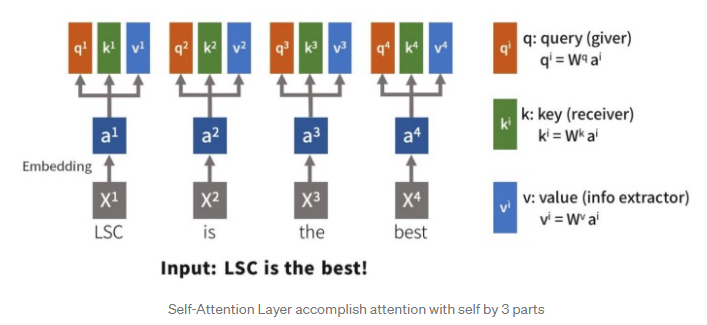 q¹ k¹ v¹ q² k² v² q³ k³ v³ q⁴ k⁴ v⁴
a¹ a² a³ a⁴
Embedding
X¹ X² X³ X⁴
LSC is the best
Input: LSC is the best!
qⁱ q: query (giver)
qⁱ = Wq aⁱ
kⁱ k: key (receiver)
kⁱ = Wk aⁱ
vⁱ v: value (info extractor)
vⁱ = Wv aⁱ
Self-Attention Layer accomplish attention with self by 3 parts